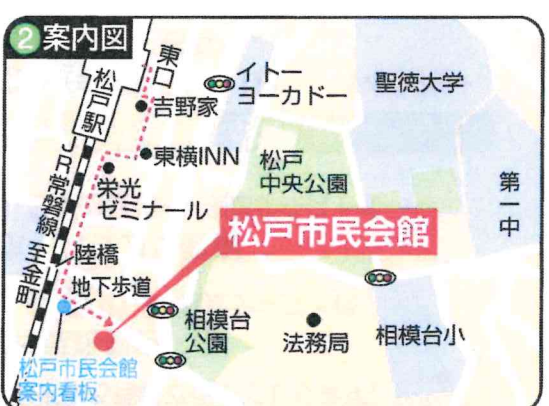 ②案内図
東口
松戸駅
イトー
ヨーカドー
聖徳大学
吉野家
東横INN
松戸
中央公園
第一中
栄光
ゼミナール
JR常磐線 至金町
松戸市民会館
陸橋
地下歩道
相模台
公園
法務局
相模台小
松戸市民会館
案内看板